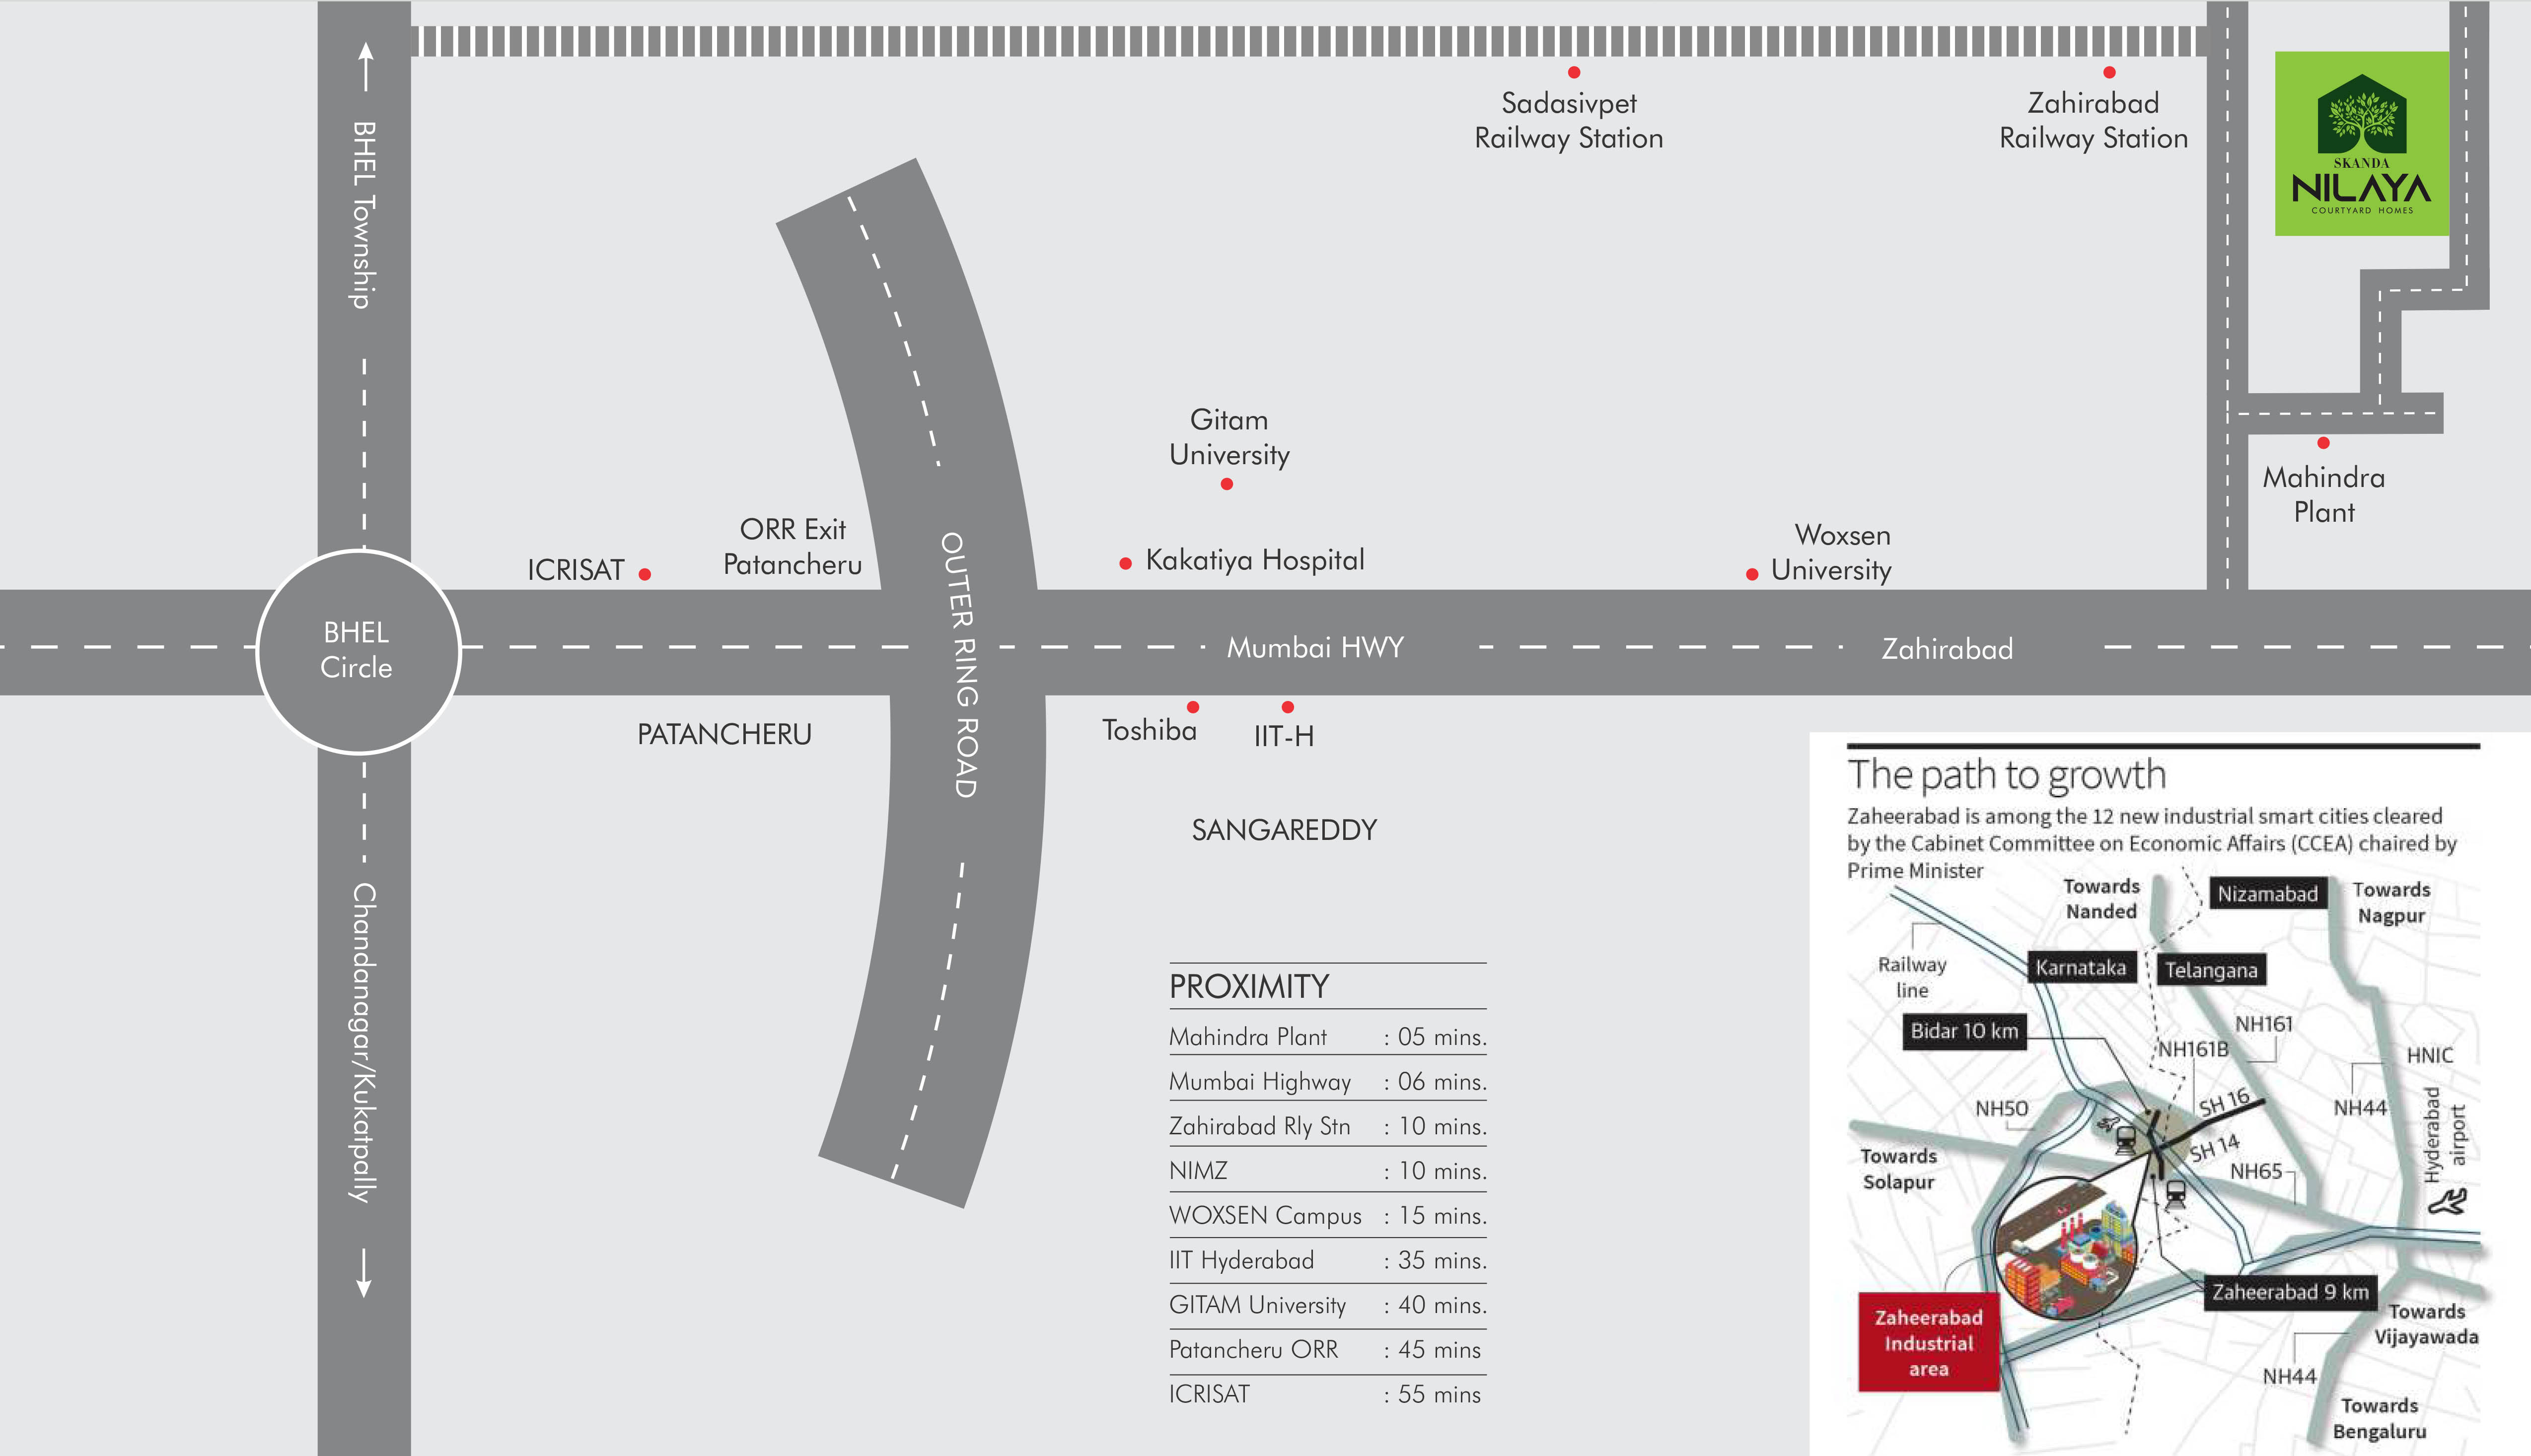 BHEL Township
Sadasivpet
Railway Station
Zahirabad
Railway Station
SKANDA
NILAYA
COURTYARD HOMES
Gitam
University
Mahindra
Plant
ORR Exit
Patancheru
ICRISAT
Kakatiya Hospital
Woxsen
University
OUTER RING ROAD
BHEL
Circle
Mumbai HWY
Zahirabad
PATANCHERU
Toshiba
IIT-H
SANGAREDDY
Chandanagar/Kukatpally
PROXIMITY
Mahindra Plant : 05 mins.
Mumbai Highway : 06 mins.
Zahirabad Rly Stn : 10 mins.
NIMZ : 10 mins.
WOXSEN Campus : 15 mins.
IIT Hyderabad : 35 mins.
GITAM University : 40 mins.
Patancheru ORR : 45 mins
ICRISAT : 55 mins
The path to growth
Zaheerabad is among the 12 new industrial smart cities cleared
by the Cabinet Committee on Economic Affairs (CCEA) chaired by
Prime Minister
Towards
Nanded
Nizamabad
Towards
Nagpur
Railway
line
Karnataka
Telangana
Bidar 10 km
NH161
NH161B
HNIC
NH50
SH 16
NH44
Hyderabad
airport
SH 14
Towards
Solapur
NH65
Zaheerabad 9 km
Zaheerabad
Industrial
area
Towards
Vijayawada
NH44
Towards
Bengaluru